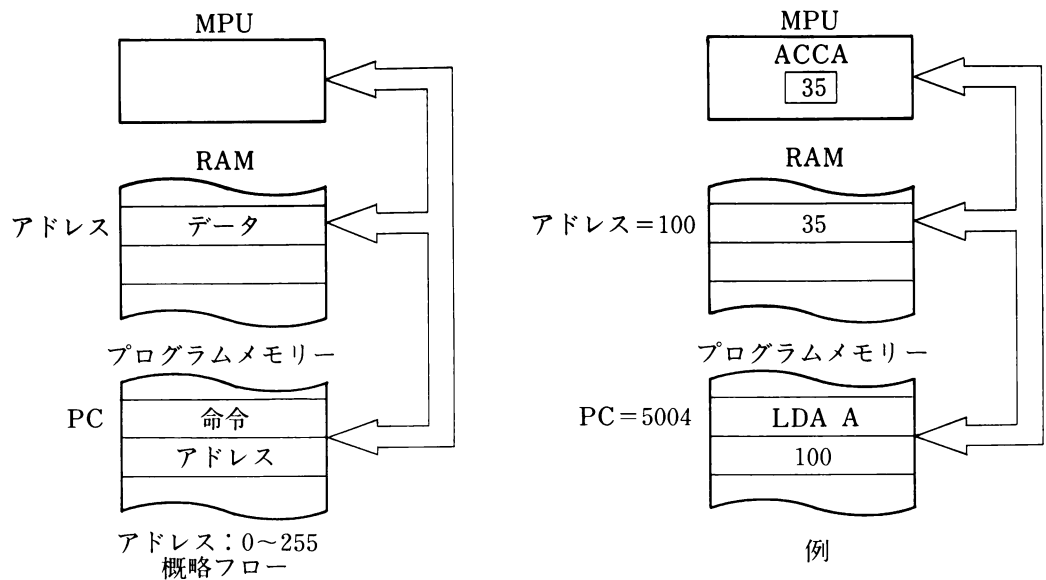 MPU
RAM
アドレス
データ
プログラムメモリー
PC
命令
アドレス
アドレス：0〜255
概略フロー
MPU
ACCA
35
RAM
アドレス＝100
35
プログラムメモリー
PC＝5004
LDA A
100
例